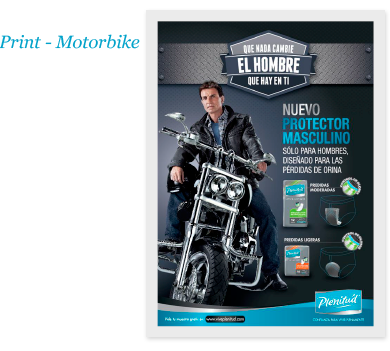 Print - Motorbike
QUE NADA CAMBIE
EL HOMBRE
QUE HAY EN TI
NUEVO
PROTECTOR
MASCULINO
SÓLO PARA HOMBRES,
DISEÑADO PARA LAS
PÉRDIDAS DE ORINA
PÉRDIDAS
MODERADAS
Plenitud
PÉRDIDAS LIGERAS
Plenitud
Plenitud